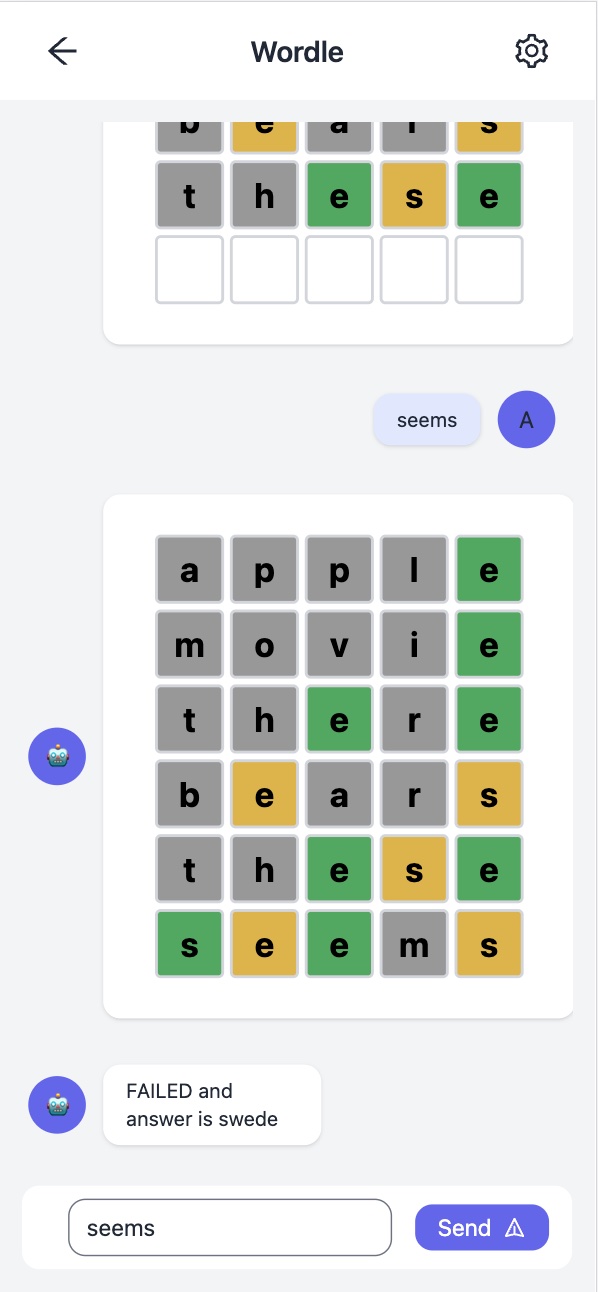 Wordle
b e a r s
t h e s e
seems
A
a p p l e
m o v i e
t h e r e
b e a r s
t h e s e
s e e m s
FAILED and
answer is swede
seems
Send